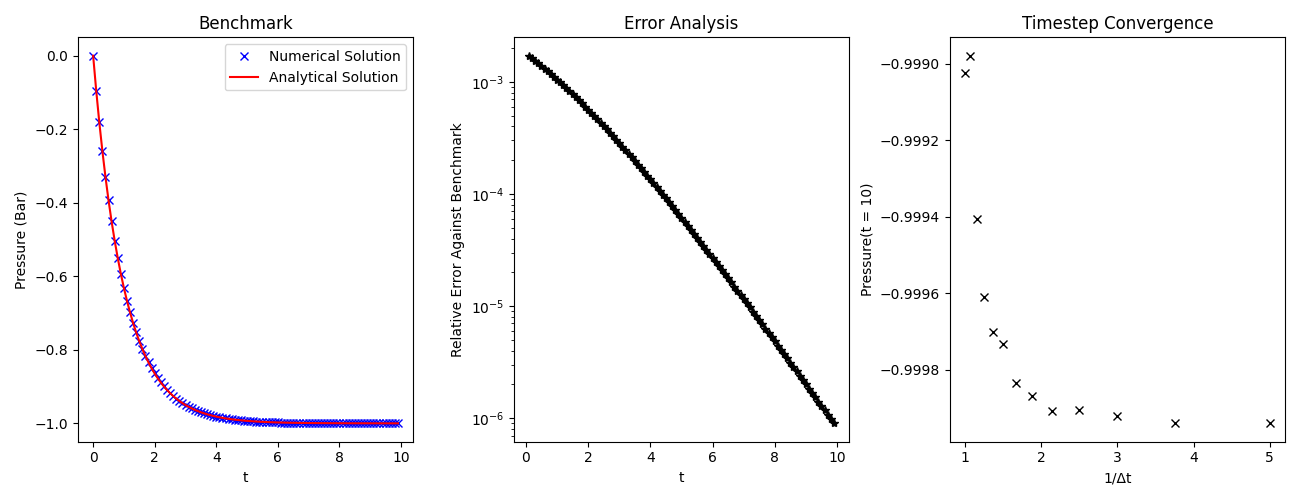 Benchmark
Numerical Solution
Analytical Solution
Pressure (Bar)
0.0
−0.2
−0.4
−0.6
−0.8
−1.0
0 2 4 6 8 10
t
Error Analysis
Relative Error Against Benchmark
10⁻³
10⁻⁴
10⁻⁵
10⁻⁶
0 2 4 6 8 10
t
Timestep Convergence
Pressure(t = 10)
−0.9990
−0.9992
−0.9994
−0.9996
−0.9998
1 2 3 4 5
1/Δt